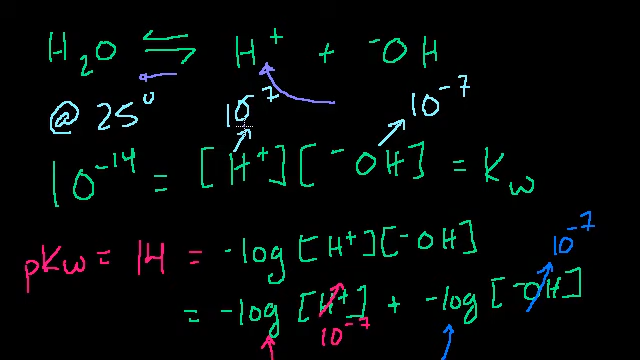 H₂O ⇌ H⁺ + ⁻OH
@ 25° 10⁻⁷ 10⁻⁷
10⁻¹⁴ = [H⁺][⁻OH] = Kw
pKw = 14 = -log [H⁺][⁻OH]
10⁻⁷
= -log [H⁺] + -log [⁻OH]
10⁻⁷